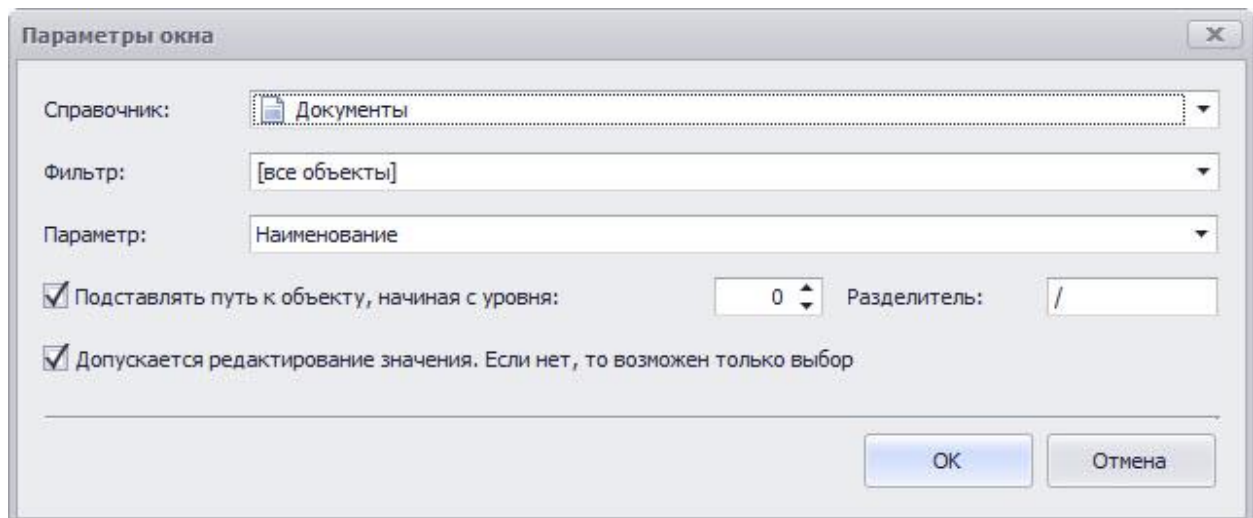 Параметры окна
Справочник: Документы
Фильтр: [все объекты]
Параметр: Наименование
Подставлять путь к объекту, начиная с уровня: 0 Разделитель: /
Допускается редактирование значения. Если нет, то возможен только выбор
OK Отмена